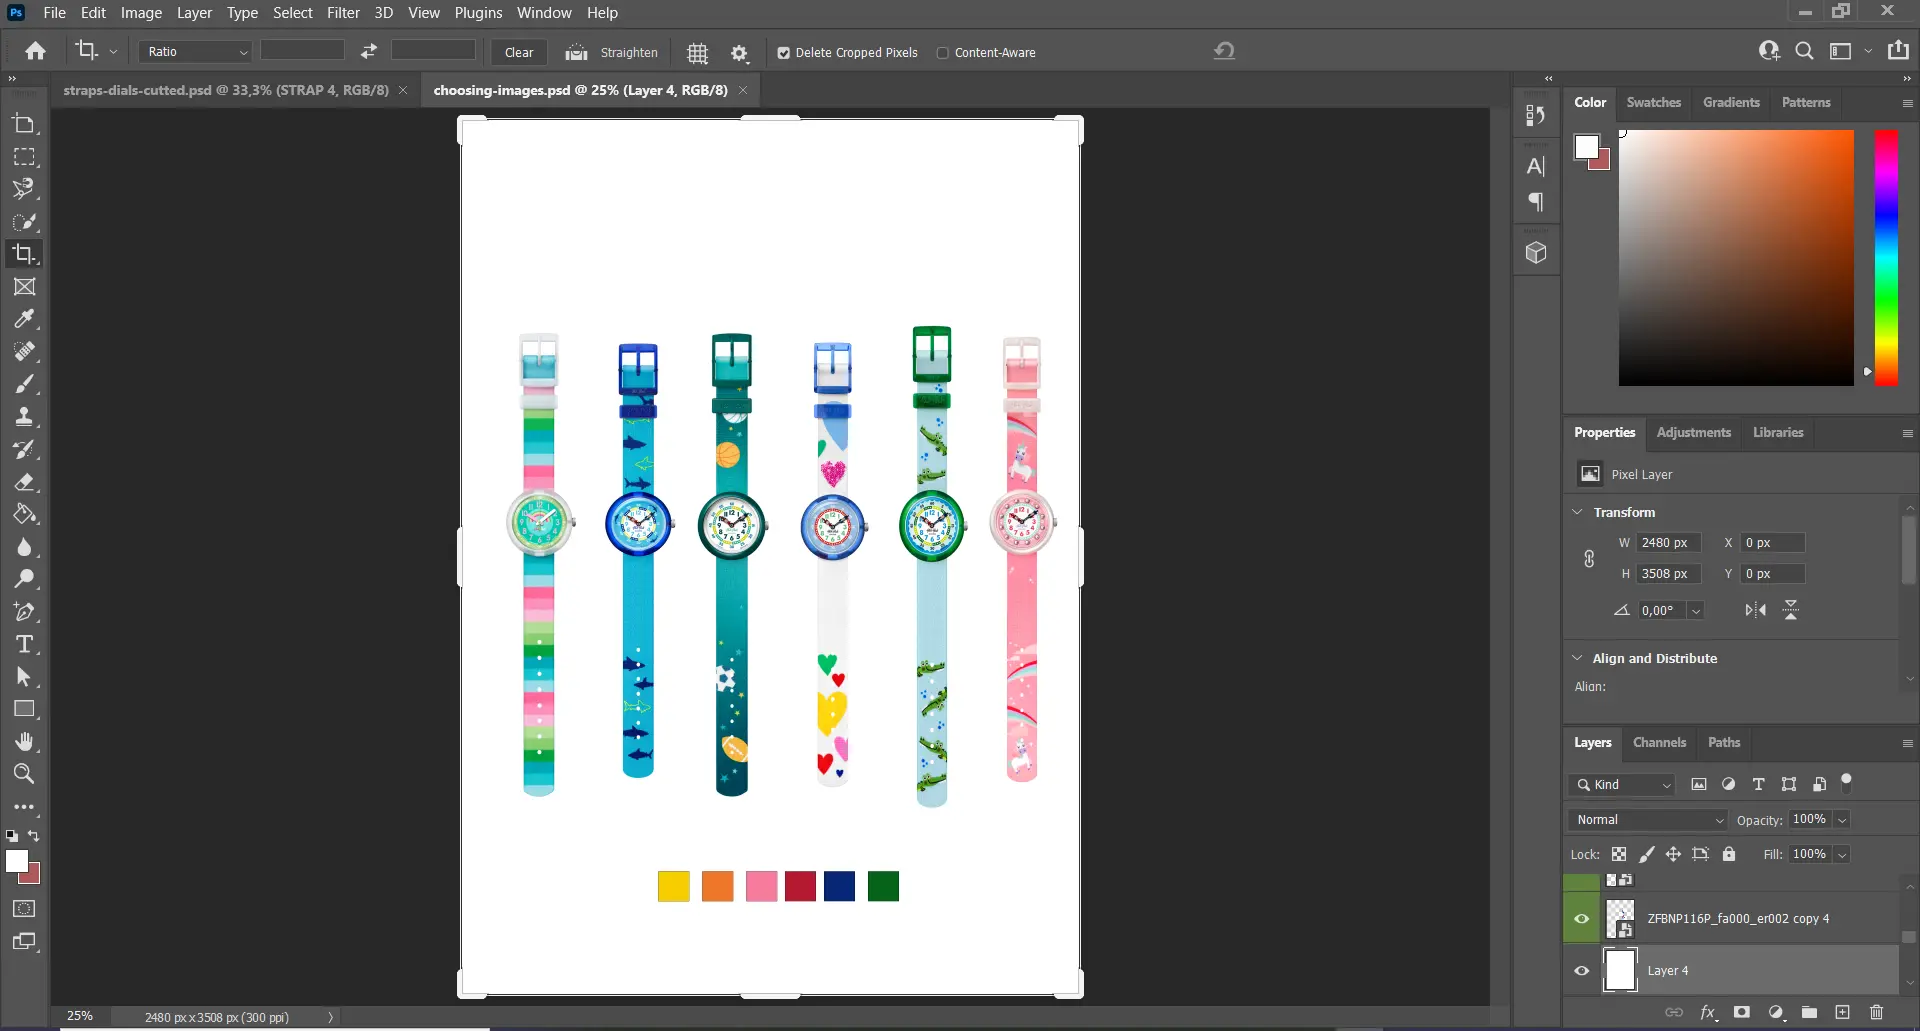 Ps File Edit Image Layer Type Select Filter 3D View Plugins Window Help
Ratio Clear Straighten Delete Cropped Pixels Content-Aware
straps-dials-cutted.psd @ 33,3% (STRAP 4, RGB/8) × choosing-images.psd @ 25% (Layer 4, RGB/8) ×
Color Swatches Gradients Patterns
Properties Adjustments Libraries
Pixel Layer
Transform
W 2480 px X 0 px
H 3508 px Y 0 px
0,00°
Align and Distribute
Align:
Layers Channels Paths
Kind
Normal Opacity: 100%
Lock: Fill: 100%
ZFBNP116P_fa000_er002 copy 4
Layer 4
fx
25% 2480 px x 3508 px (300 ppi)